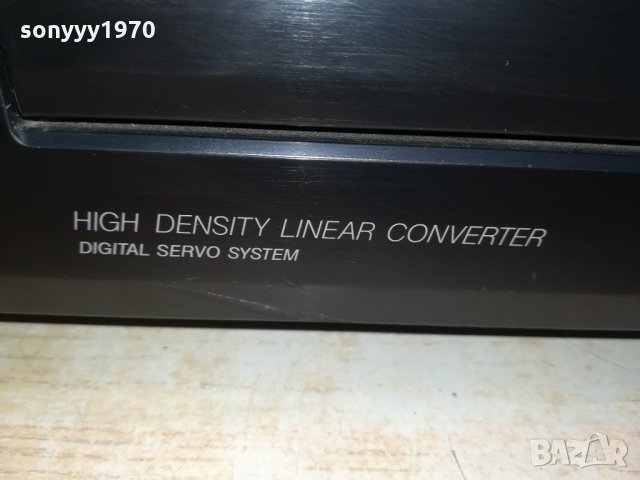 sonyyy1970
HIGH DENSITY LINEAR CONVERTER
DIGITAL SERVO SYSTEM
BAZAR